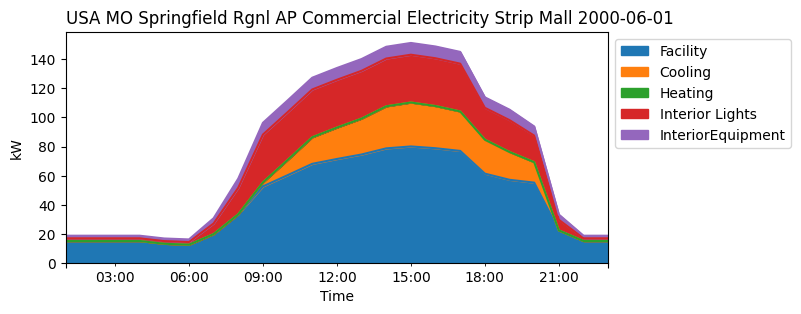 USA MO Springfield Rgnl AP Commercial Electricity Strip Mall 2000-06-01
140
120
100
80
60
40
20
0
kW
03:00 06:00 09:00 12:00 15:00 18:00 21:00
Time
Facility
Cooling
Heating
Interior Lights
InteriorEquipment